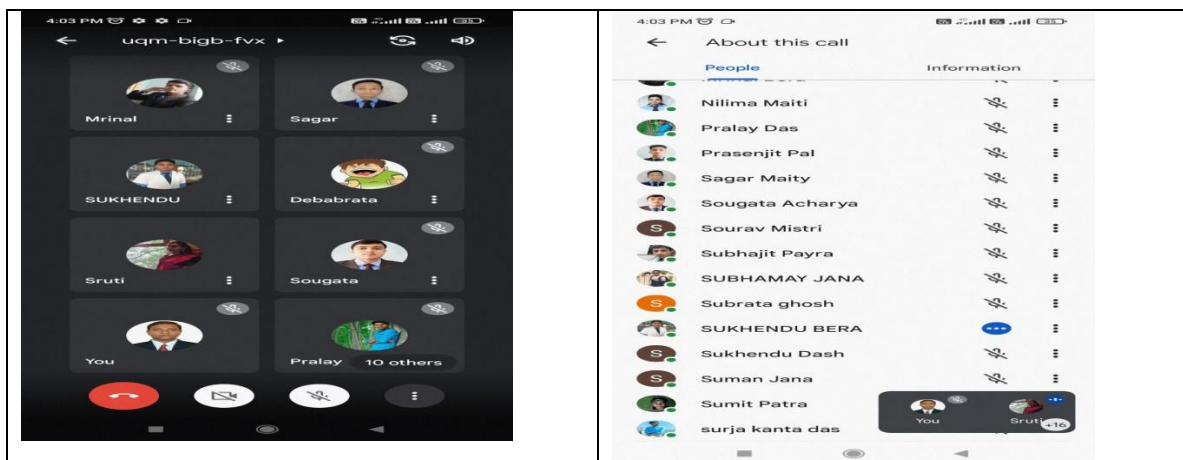 4:03 PM
uqm-bigb-fvx
Mrinal
Sagar
SUKHENDU
Debabrata
Sruti
Sougata
You
Pralay
10 others
4:03 PM
About this call
People
Information
Nilima Maiti
Pralay Das
Prasenjit Pal
Sagar Maity
Sougata Acharya
S Sourav Mistri
Subhajit Payra
SUBHAMAY JANA
S Subrata ghosh
SUKHENDU BERA
S Sukhendu Dash
S Suman Jana
Sumit Patra
surja kanta das
You
Sruti
+16